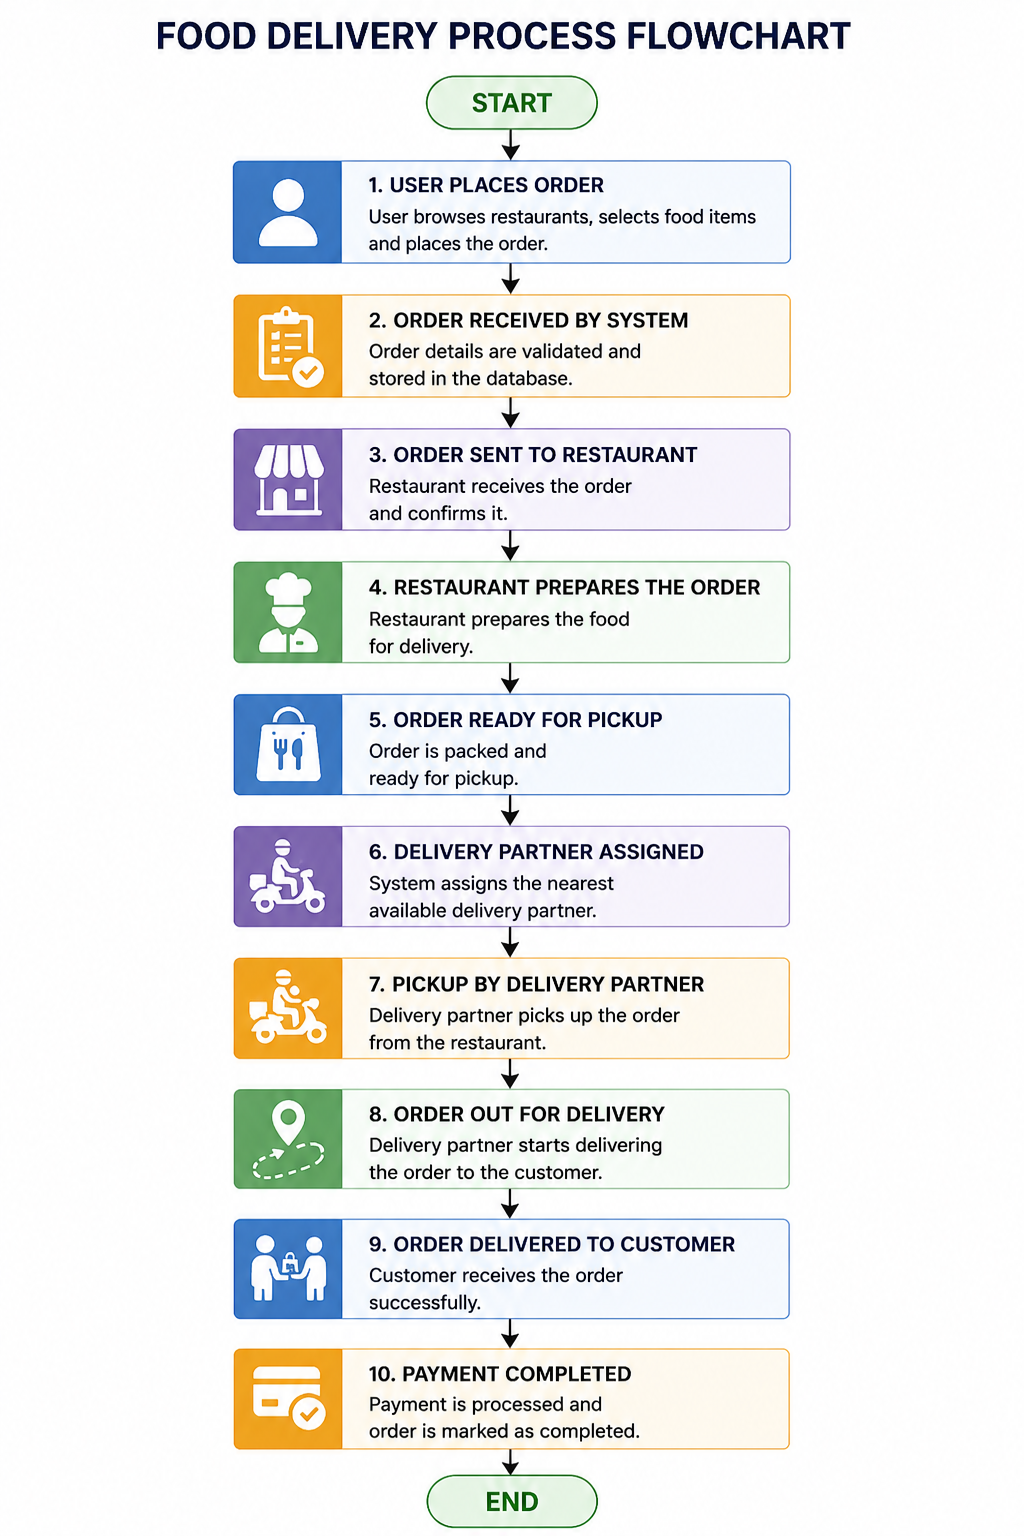 FOOD DELIVERY PROCESS FLOWCHART
START
1. USER PLACES ORDER
User browses restaurants, selects food items
and places the order.
2. ORDER RECEIVED BY SYSTEM
Order details are validated and
stored in the database.
3. ORDER SENT TO RESTAURANT
Restaurant receives the order
and confirms it.
4. RESTAURANT PREPARES THE ORDER
Restaurant prepares the food
for delivery.
5. ORDER READY FOR PICKUP
Order is packed and
ready for pickup.
6. DELIVERY PARTNER ASSIGNED
System assigns the nearest
available delivery partner.
7. PICKUP BY DELIVERY PARTNER
Delivery partner picks up the order
from the restaurant.
8. ORDER OUT FOR DELIVERY
Delivery partner starts delivering
the order to the customer.
9. ORDER DELIVERED TO CUSTOMER
Customer receives the order
successfully.
10. PAYMENT COMPLETED
Payment is processed and
order is marked as completed.
END